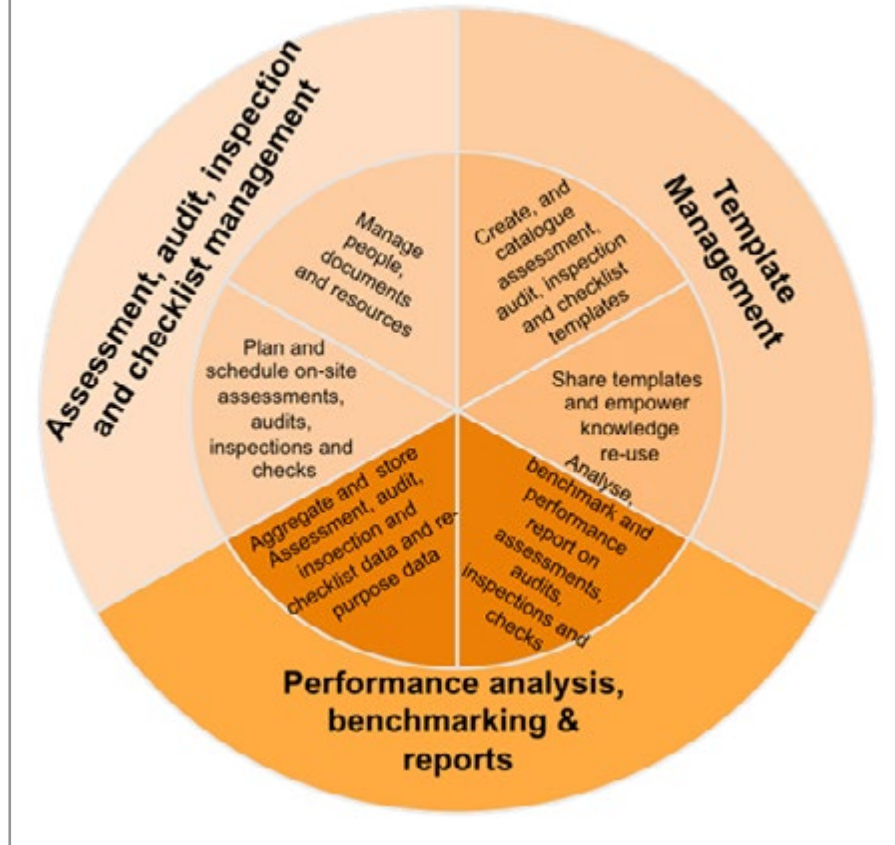 Assessment, audit, inspection
and checklist management
Template
Management
Manage
people,
documents
and resources
Create, and
catalogue
assessment,
audit, inspection
and checklist
templates
Plan and
schedule on-site
assessments,
audits,
inspections and
checks
Share templates
and empower
knowledge
re-use
Aggregate and store
Assessment, audit,
insoection and
checklist data and re-
purpose data
Analyse,
benchmark and
performance
report on
assessments,
audits,
inspections and
checks
Performance analysis,
benchmarking &
reports